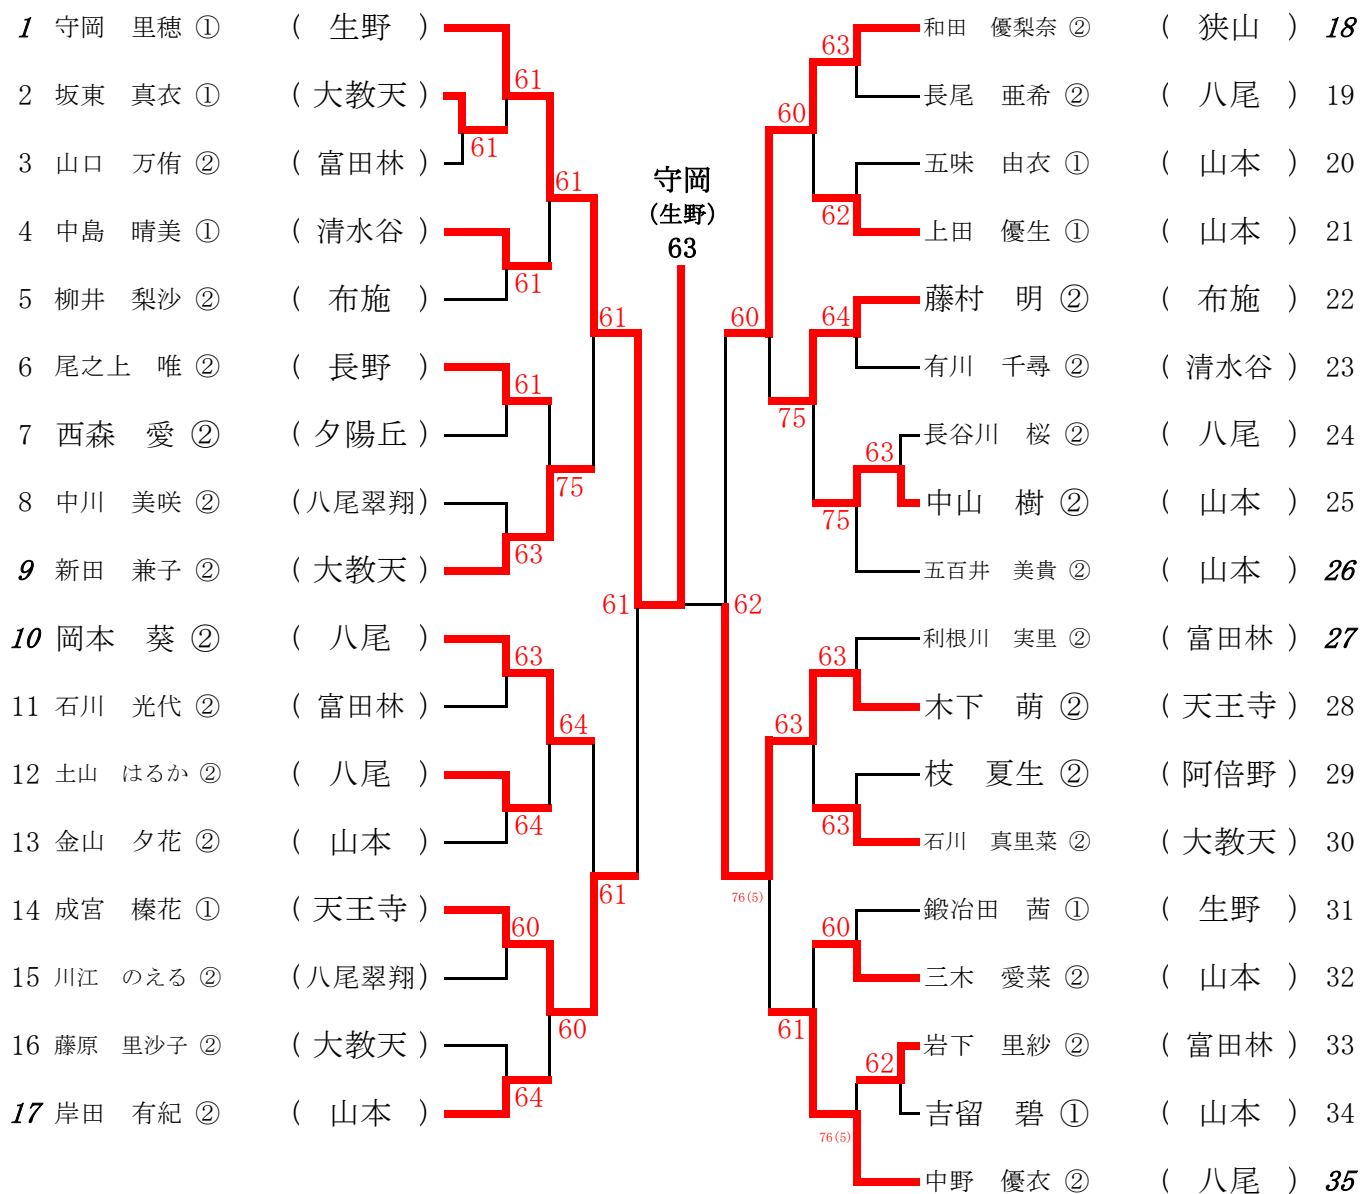 1 守岡 里穂 ① ( 生野 )
2 坂東 真衣 ① ( 大教天 )
3 山口 万侑 ② ( 富田林 )
4 中島 晴美 ① ( 清水谷 )
5 柳井 梨沙 ② ( 布施 )
6 尾之上 唯 ② ( 長野 )
7 西森 愛 ② ( 夕陽丘 )
8 中川 美咲 ② ( 八尾翠翔 )
9 新田 兼子 ② ( 大教天 )
10 岡本 葵 ② ( 八尾 )
11 石川 光代 ② ( 富田林 )
12 土山 はるか ② ( 八尾 )
13 金山 夕花 ② ( 山本 )
14 成宮 榛花 ① ( 天王寺 )
15 川江 のえる ② ( 八尾翠翔 )
16 藤原 里沙子 ② ( 大教天 )
17 岸田 有紀 ② ( 山本 )
61
61
61
61
61
61
75
63
61
63
64
64
61
60
60
64
守岡
(生野)
63
63
60
62
60
64
75
63
75
62
63
63
63
76(5)
60
61
62
76(5)
和田 優梨奈 ② ( 狭山 ) 18
長尾 亜希 ② ( 八尾 ) 19
五味 由衣 ① ( 山本 ) 20
上田 優生 ① ( 山本 ) 21
藤村 明 ② ( 布施 ) 22
有川 千尋 ② ( 清水谷 ) 23
長谷川 桜 ② ( 八尾 ) 24
中山 樹 ② ( 山本 ) 25
五百井 美貴 ② ( 山本 ) 26
利根川 実里 ② ( 富田林 ) 27
木下 萌 ② ( 天王寺 ) 28
枝 夏生 ② ( 阿倍野 ) 29
石川 真里菜 ② ( 大教天 ) 30
鍛冶田 茜 ① ( 生野 ) 31
三木 愛菜 ② ( 山本 ) 32
岩下 里紗 ② ( 富田林 ) 33
吉留 碧 ① ( 山本 ) 34
中野 優衣 ② ( 八尾 ) 35